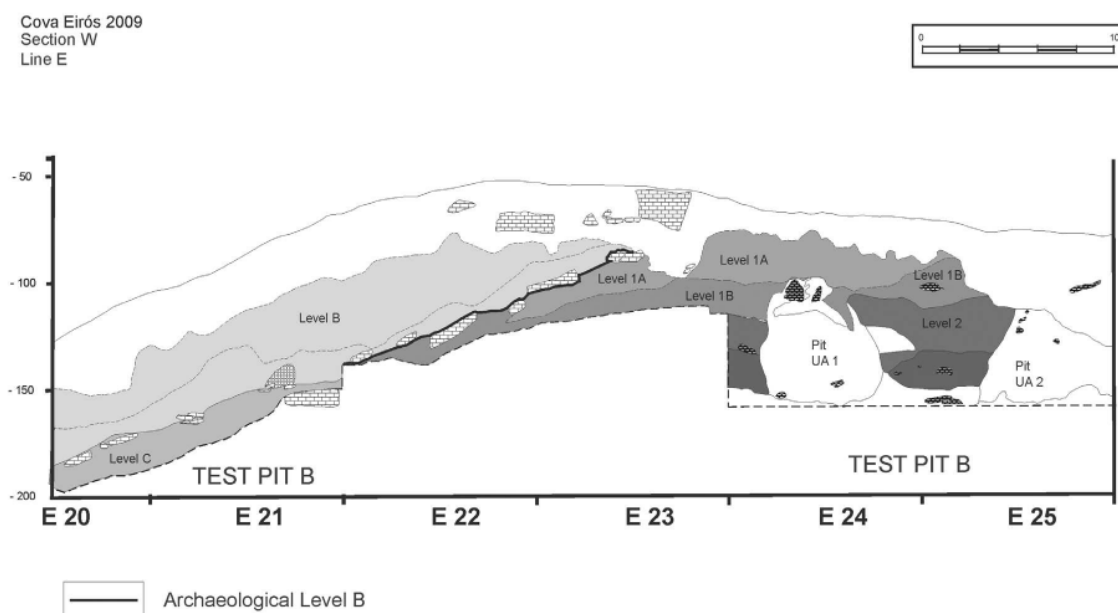 Cova Eirós 2009
Section W
Line E
0
10
- 50
- 100
- 150
- 200
Level 1A
Level 1A
Level 1B
Level B
Level 1B
Level 2
Pit
UA 1
Pit
UA 2
Level C
TEST PIT B
TEST PIT B
E 20
E 21
E 22
E 23
E 24
E 25
Archaeological Level B